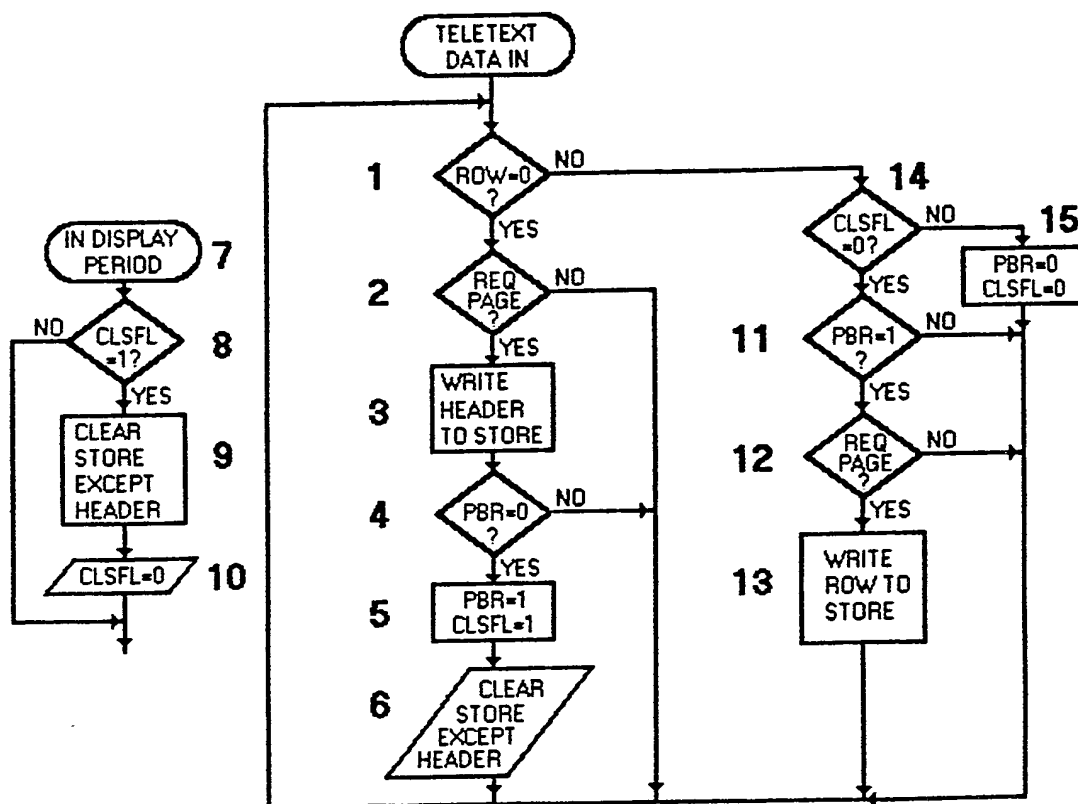 TELETEXT
DATA IN
1
ROW=0
?
NO
YES
2
REQ
PAGE
?
NO
YES
3
WRITE
HEADER
TO STORE
4
PBR=0
?
NO
YES
5
PBR=1
CLSFL=1
6
CLEAR
STORE
EXCEPT
HEADER
IN DISPLAY
PERIOD
7
NO
CLSFL
=1?
8
YES
CLEAR
STORE
EXCEPT
HEADER
9
CLSFL=0
10
14
CLSFL
=0?
NO
YES
15
PBR=0
CLSFL=0
11
PBR=1
?
NO
YES
12
REQ
PAGE
?
NO
YES
13
WRITE
ROW TO
STORE